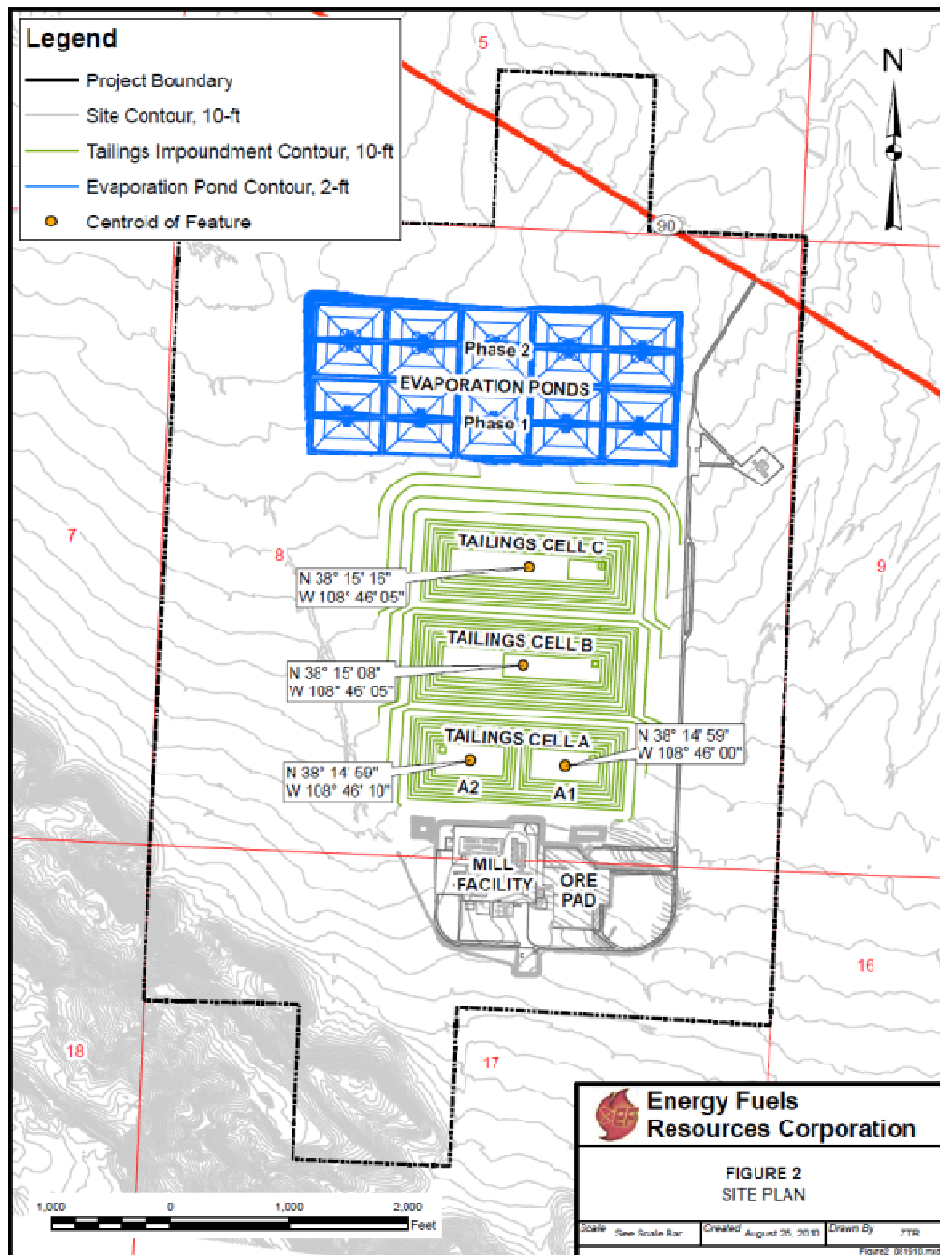 Legend
Project Boundary
Site Contour, 10-ft
Tailings Impoundment Contour, 10-ft
Evaporation Pond Contour, 2-ft
Centroid of Feature
5
N
90
Phase 2
EVAPORATION PONDS
Phase 1
7
8
9
TAILINGS CELL C
N 38° 15' 15"
W 108° 46' 05"
TAILINGS CELL B
N 38° 15' 08"
W 108° 46' 05"
TAILINGS CELL A
N 38° 14' 59"
W 108° 46' 00"
N 38° 14' 59"
W 108° 46' 10"
A2
A1
MILL
FACILITY
ORE
PAD
16
18
17
Energy Fuels
Resources Corporation
FIGURE 2
SITE PLAN
Scale See Scale Bar
Created August 25, 2010
Drawn By TTR
1,000 0 1,000 2,000
Feet